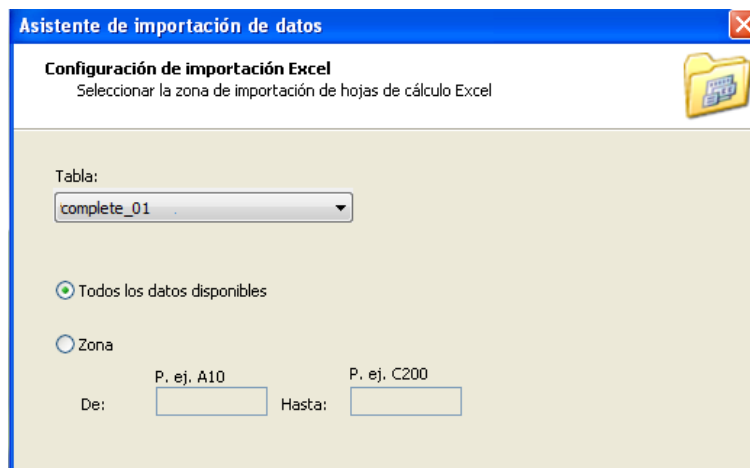 Asistente de importación de datos
Configuración de importación Excel
Seleccionar la zona de importación de hojas de cálculo Excel
Tabla:
complete_01
Todos los datos disponibles
Zona
P. ej. A10 P. ej. C200
De: Hasta: